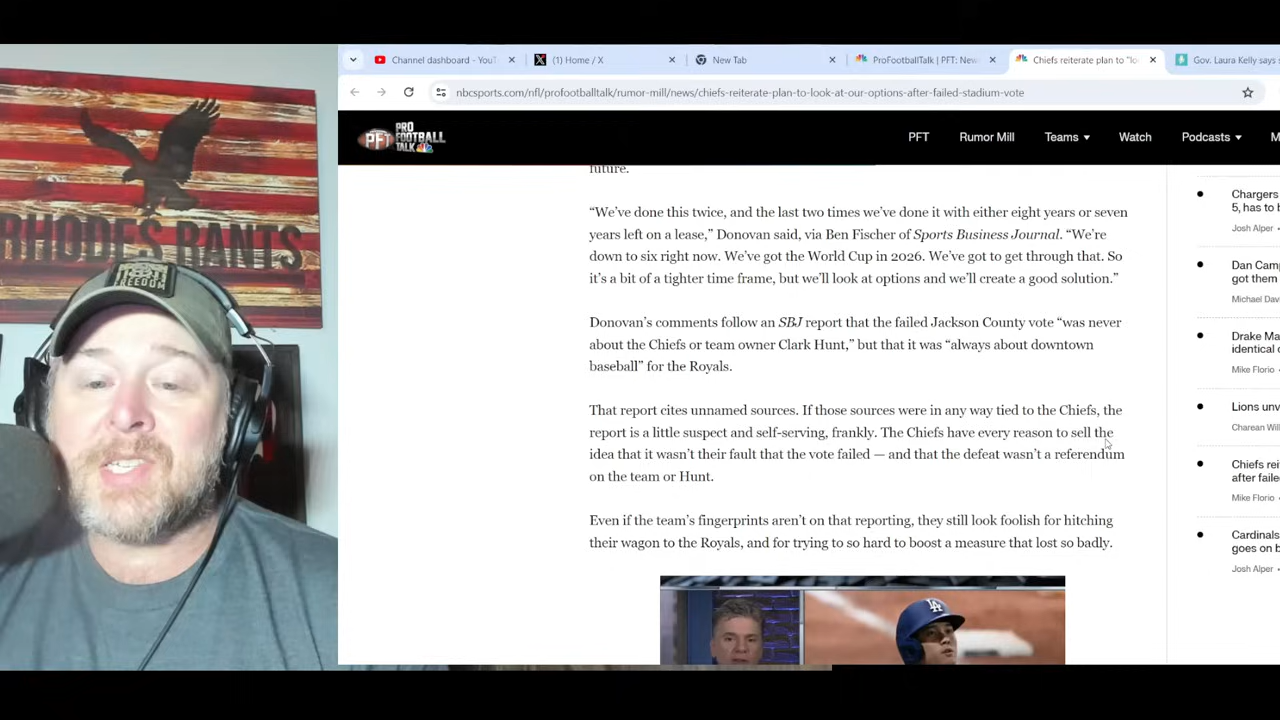 RHODES RANTS
FREEDOM
Channel dashboard - YouT
(1) Home / X
New Tab
ProFootballTalk | PFT: New
Chiefs reiterate plan to "lo
Gov. Laura Kelly says s
nbcsports.com/nfl/profootballtalk/rumor-mill/news/chiefs-reiterate-plan-to-look-at-our-options-after-failed-stadium-vote
PFT
PRO
FOOTBALL
TALK
PFT
Rumor Mill
Teams
Watch
Podcasts
M
future.
“We’ve done this twice, and the last two times we’ve done it with either eight years or seven
years left on a lease,” Donovan said, via Ben Fischer of Sports Business Journal. “We’re
down to six right now. We’ve got the World Cup in 2026. We’ve got to get through that. So
it’s a bit of a tighter time frame, but we’ll look at options and we’ll create a good solution.”
Donovan’s comments follow an SBJ report that the failed Jackson County vote “was never
about the Chiefs or team owner Clark Hunt,” but that it was “always about downtown
baseball” for the Royals.
That report cites unnamed sources. If those sources were in any way tied to the Chiefs, the
report is a little suspect and self-serving, frankly. The Chiefs have every reason to sell the
idea that it wasn’t their fault that the vote failed — and that the defeat wasn’t a referendum
on the team or Hunt.
Even if the team’s fingerprints aren’t on that reporting, they still look foolish for hitching
their wagon to the Royals, and for trying to so hard to boost a measure that lost so badly.
LA
Chargers
5, has to b
Josh Alper
Dan Camp
got them
Michael Dav
Drake Ma
identical
Mike Florio
Lions unv
Charean Wil
Chiefs rei
after faile
Mike Florio
Cardinals
goes on b
Josh Alper